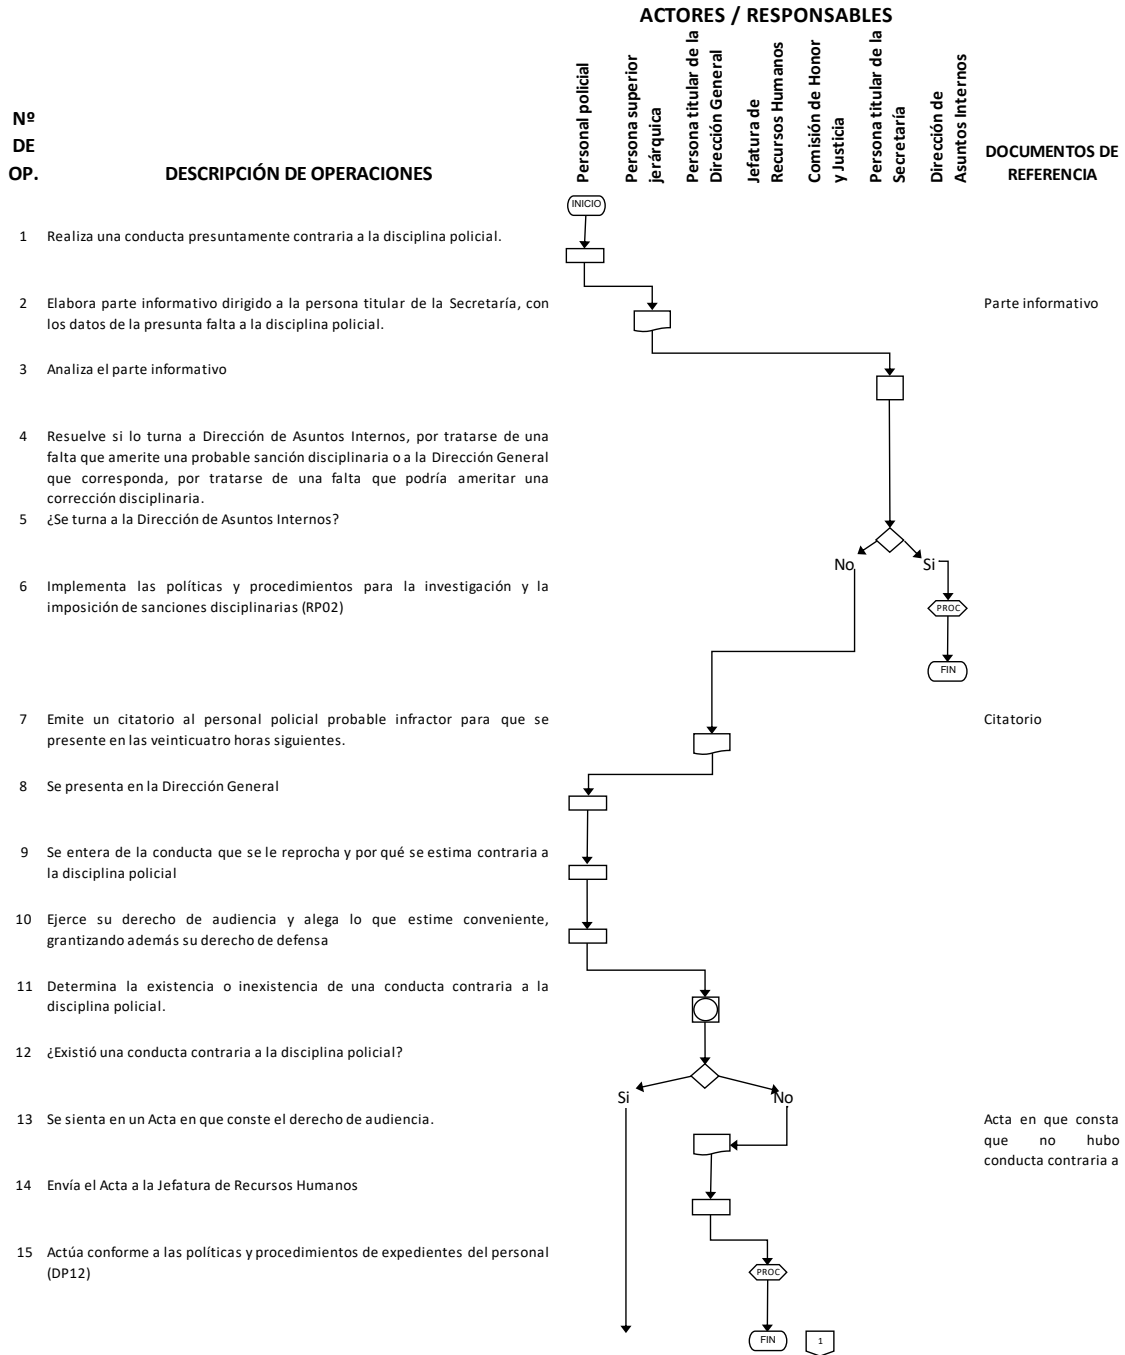 ACTORES / RESPONSABLES
Nº
DE
OP.
DESCRIPCIÓN DE OPERACIONES
Personal policial
Persona superior
jerárquica
Persona titular de la
Dirección General
Jefatura de
Recursos Humanos
Comisión de Honor
y Justicia
Persona titular de la
Secretaría
Dirección de
Asuntos Internos
DOCUMENTOS DE
REFERENCIA
INICIO
1 Realiza una conducta presuntamente contraria a la disciplina policial.
2 Elabora parte informativo dirigido a la persona titular de la Secretaría, con
los datos de la presunta falta a la disciplina policial.
Parte informativo
3 Analiza el parte informativo
4 Resuelve si lo turna a Dirección de Asuntos Internos, por tratarse de una
falta que amerite una probable sanción disciplinaria o a la Dirección General
que corresponda, por tratarse de una falta que podría ameritar una
corrección disciplinaria.
5 ¿Se turna a la Dirección de Asuntos Internos?
No
Si
6 Implementa las políticas y procedimientos para la investigación y la
imposición de sanciones disciplinarias (RP02)
PROC
FIN
7 Emite un citatorio al personal policial probable infractor para que se
presente en las veinticuatro horas siguientes.
Citatorio
8 Se presenta en la Dirección General
9 Se entera de la conducta que se le reprocha y por qué se estima contraria a
la disciplina policial
10 Ejerce su derecho de audiencia y alega lo que estime conveniente,
grantizando además su derecho de defensa
11 Determina la existencia o inexistencia de una conducta contraria a la
disciplina policial.
12 ¿Existió una conducta contraria a la disciplina policial?
Si
No
13 Se sienta en un Acta en que conste el derecho de audiencia.
Acta en que consta
que no hubo
conducta contraria a
14 Envía el Acta a la Jefatura de Recursos Humanos
15 Actúa conforme a las políticas y procedimientos de expedientes del personal
(DP12)
PROC
FIN
1